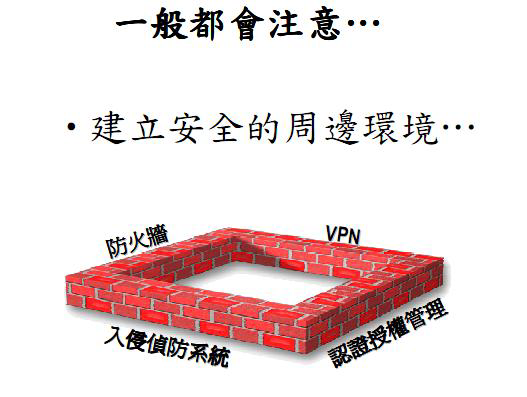 一般都會注意…
・建立安全的周邊環境…
防火牆
VPN
入侵偵防系統
認證授權管理